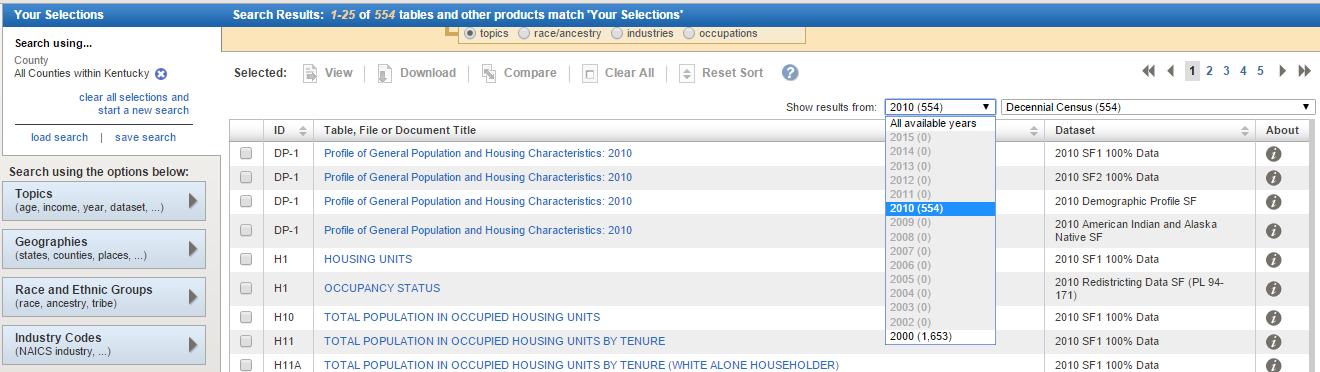 Your Selections
Search Results: 1-25 of 554 tables and other products match 'Your Selections'
Search using...
County
All Counties within Kentucky
clear all selections and
start a new search
load search | save search
Search using the options below:
Topics
(age, income, year, dataset, ...)
Geographies
(states, counties, places, ...)
Race and Ethnic Groups
(race, ancestry, tribe)
Industry Codes
(NAICS industry, ...)
topics race/ancestry industries occupations
Selected: View | Download | Compare | Clear All | Reset Sort ?
1 2 3 4 5
Show results from: 2010 (554) Decennial Census (554)
All available years
2015 (0)
2014 (0)
2013 (0)
2012 (0)
2011 (0)
2010 (554)
2009 (0)
2008 (0)
2007 (0)
2006 (0)
2005 (0)
2004 (0)
2003 (0)
2002 (0)
2000 (1,653)
ID Table, File or Document Title Dataset About
DP-1 Profile of General Population and Housing Characteristics: 2010 2010 SF1 100% Data i
DP-1 Profile of General Population and Housing Characteristics: 2010 2010 SF2 100% Data i
DP-1 Profile of General Population and Housing Characteristics: 2010 2010 Demographic Profile SF i
DP-1 Profile of General Population and Housing Characteristics: 2010 2010 American Indian and Alaska
Native SF i
H1 HOUSING UNITS 2010 SF1 100% Data i
H1 OCCUPANCY STATUS 2010 Redistricting Data SF (PL 94-
171) i
H10 TOTAL POPULATION IN OCCUPIED HOUSING UNITS 2010 SF1 100% Data i
H11 TOTAL POPULATION IN OCCUPIED HOUSING UNITS BY TENURE 2010 SF1 100% Data i
H11A TOTAL POPULATION IN OCCUPIED HOUSING UNITS BY TENURE (WHITE ALONE HOUSEHOLDER) 2010 SF1 100% Data i